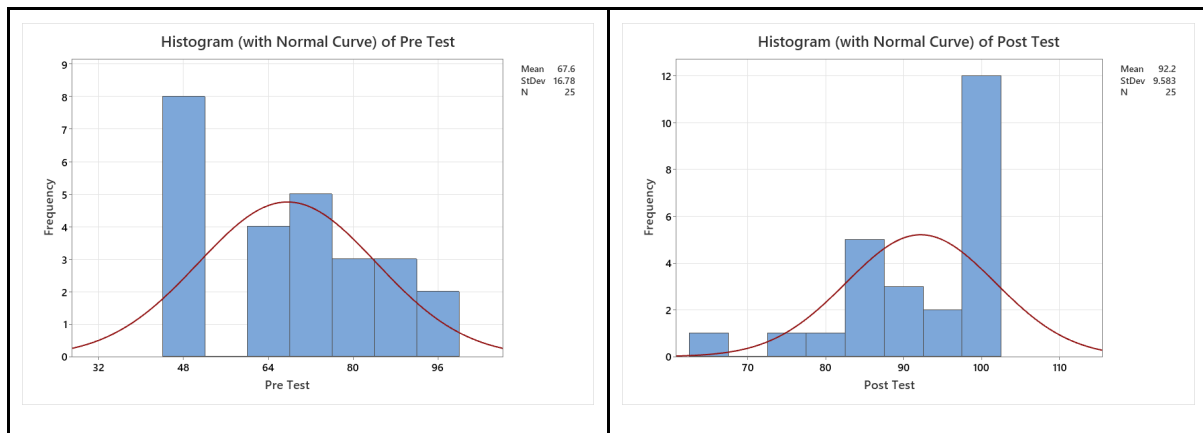 Histogram (with Normal Curve) of Pre Test
Mean 67.6
StDev 16.78
N 25
9
8
7
6
5
4
3
2
1
0
Frequency
32 48 64 80 96
Pre Test
Histogram (with Normal Curve) of Post Test
Mean 92.2
StDev 9.583
N 25
12
10
8
6
4
2
0
Frequency
70 80 90 100 110
Post Test